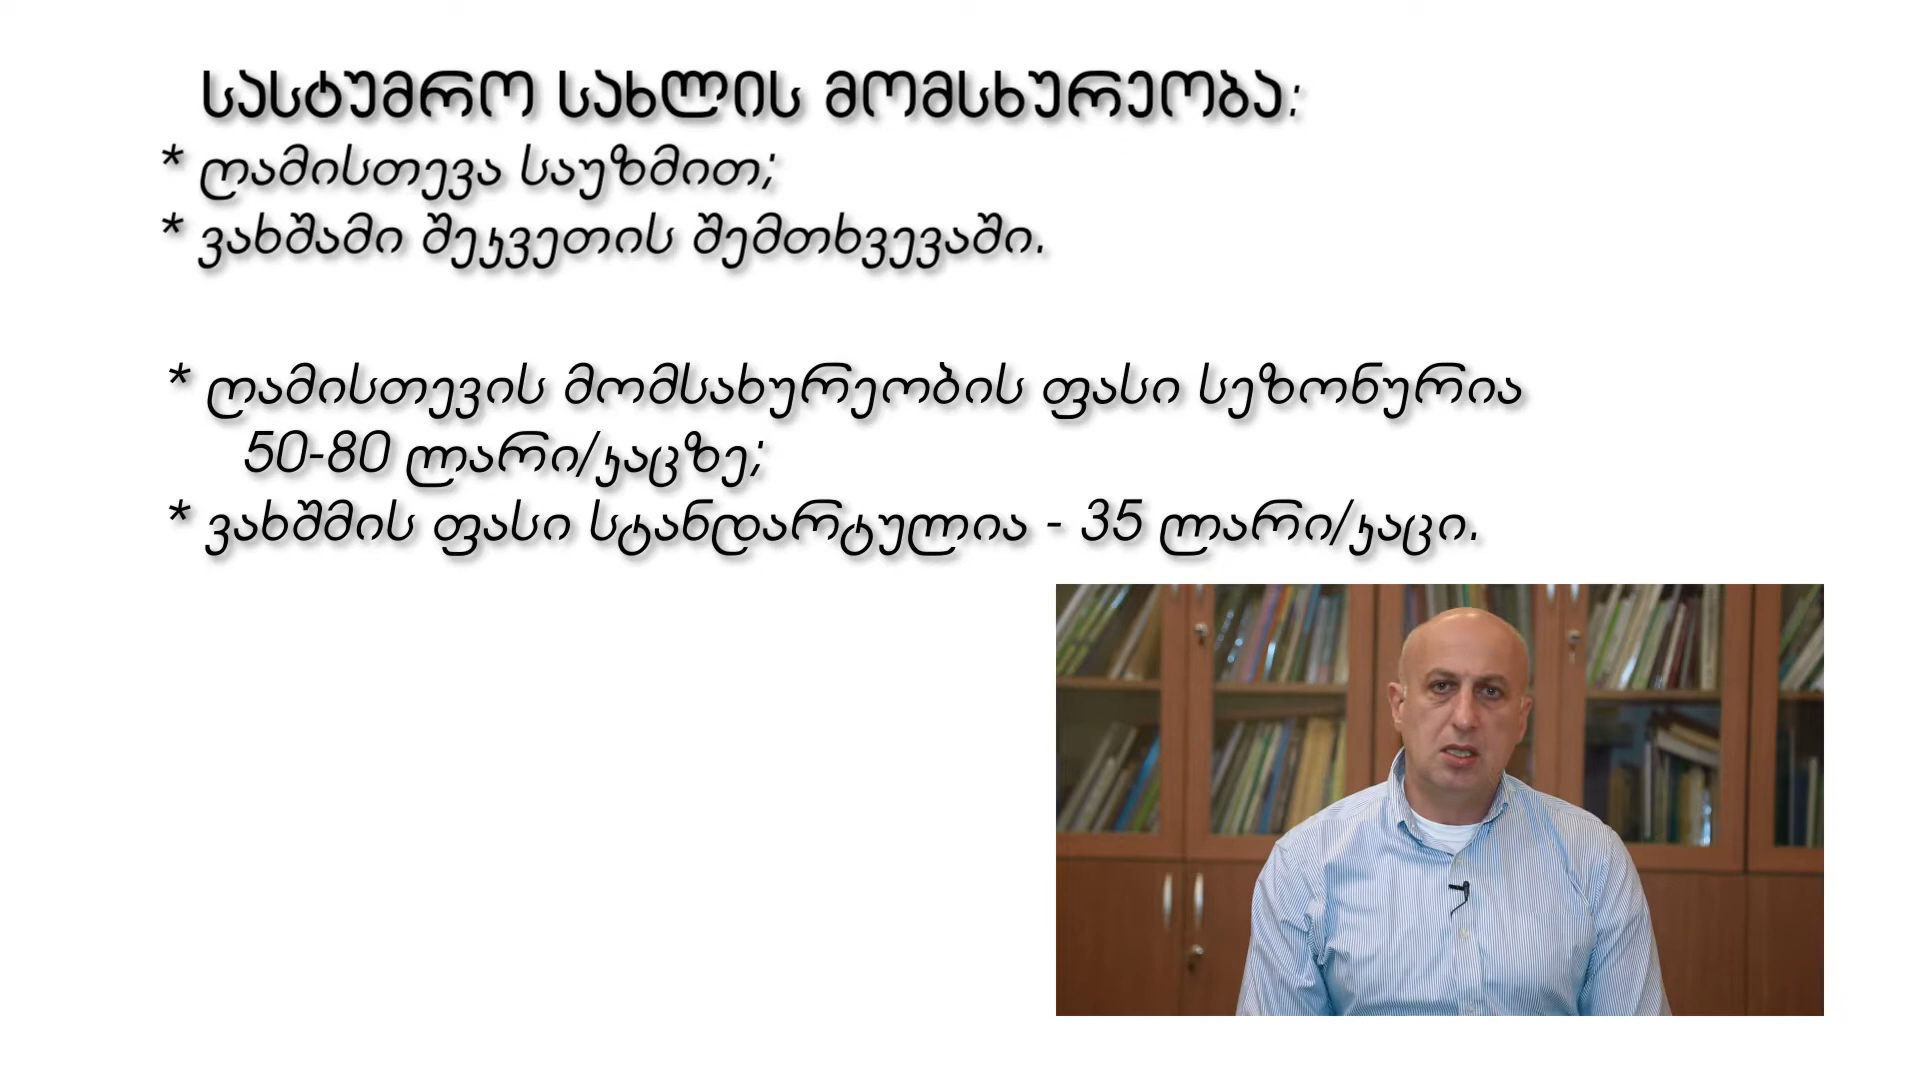 სასტუმრო სახლის მომსხურეობა:
* ღამისთევა საუზმით;
* ვახშამი შეკვეთის შემთხვევაში.
* ღამისთევის მომსახურეობის ფასი სეზონურია
50-80 ლარი/კაცზე;
* ვახშმის ფასი სტანდარტულია - 35 ლარი/კაცი.